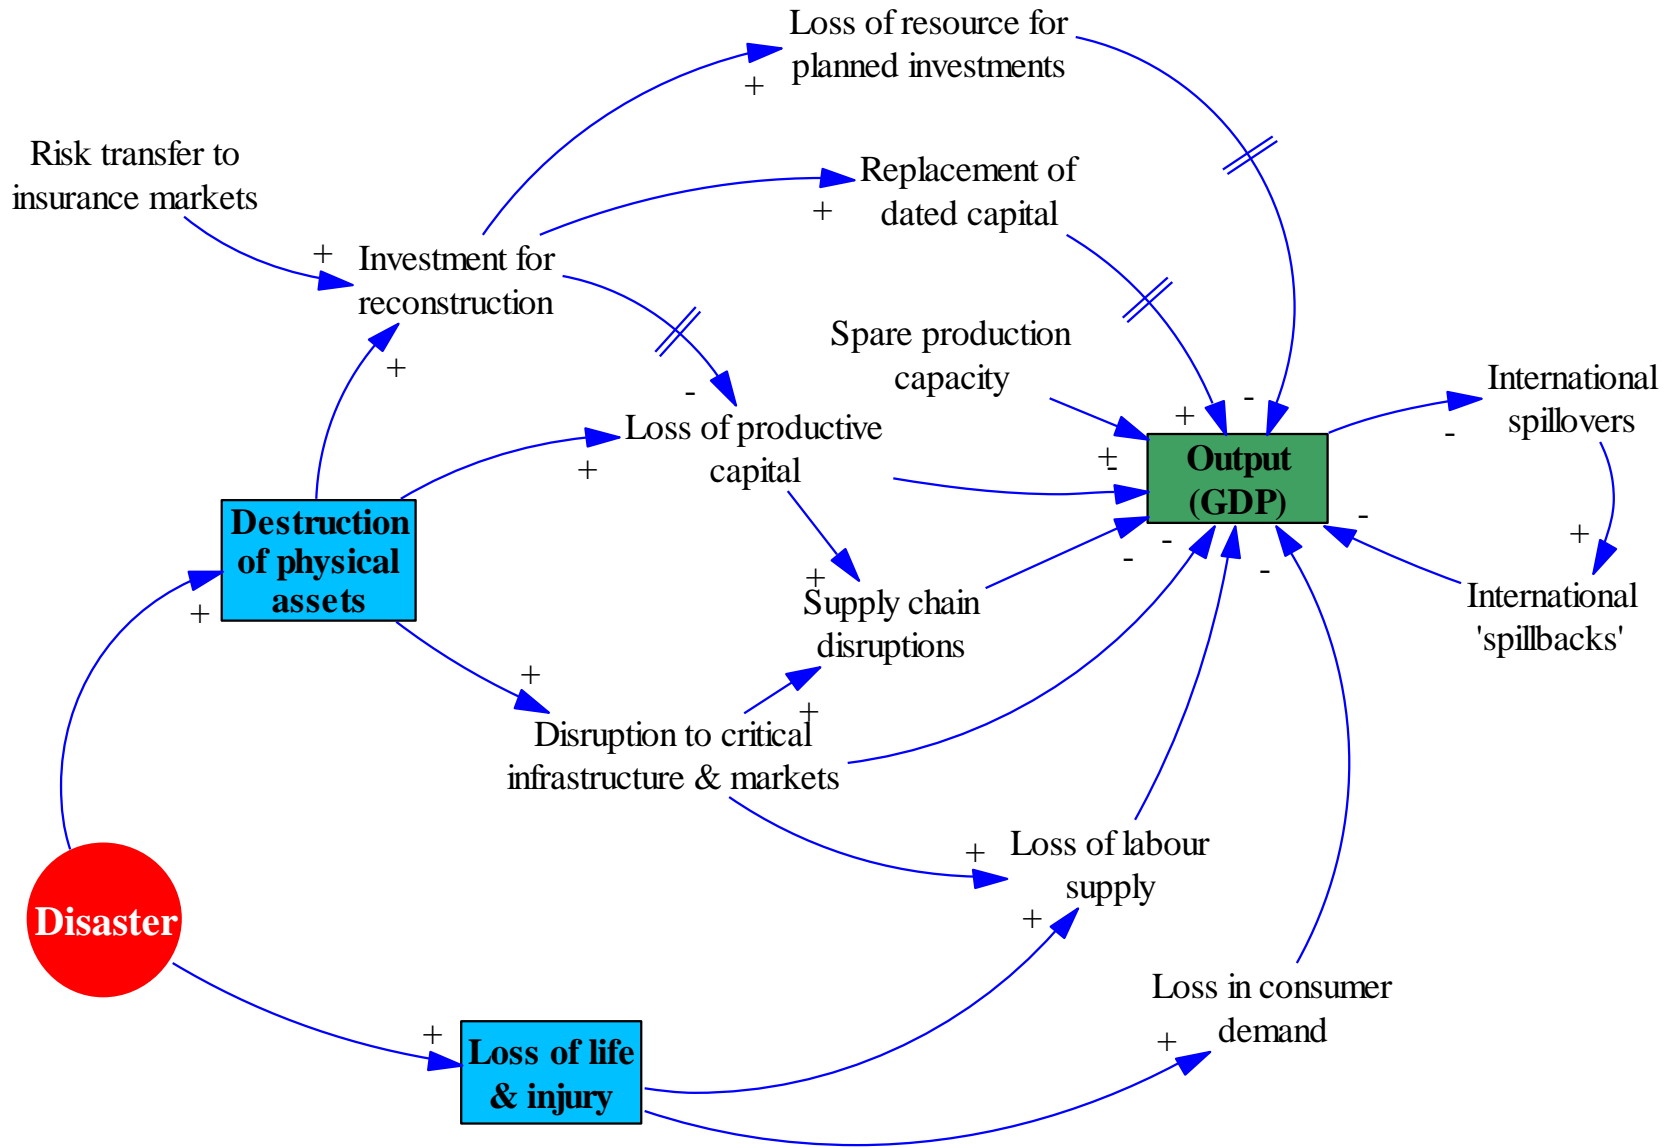 Loss of resource for
planned investments
Risk transfer to
insurance markets
Replacement of
dated capital
Investment for
reconstruction
Spare production
capacity
International
spillovers
Loss of productive
capital
Output
(GDP)
Destruction
of physical
assets
Supply chain
disruptions
International
'spillbacks'
Disruption to critical
infrastructure & markets
Loss of labour
supply
Disaster
Loss in consumer
demand
Loss of life
& injury
+
+
+
+
-
+
+
-
+
-
-
-
-
-
+
-
+
+
+
+
+
+
+
+